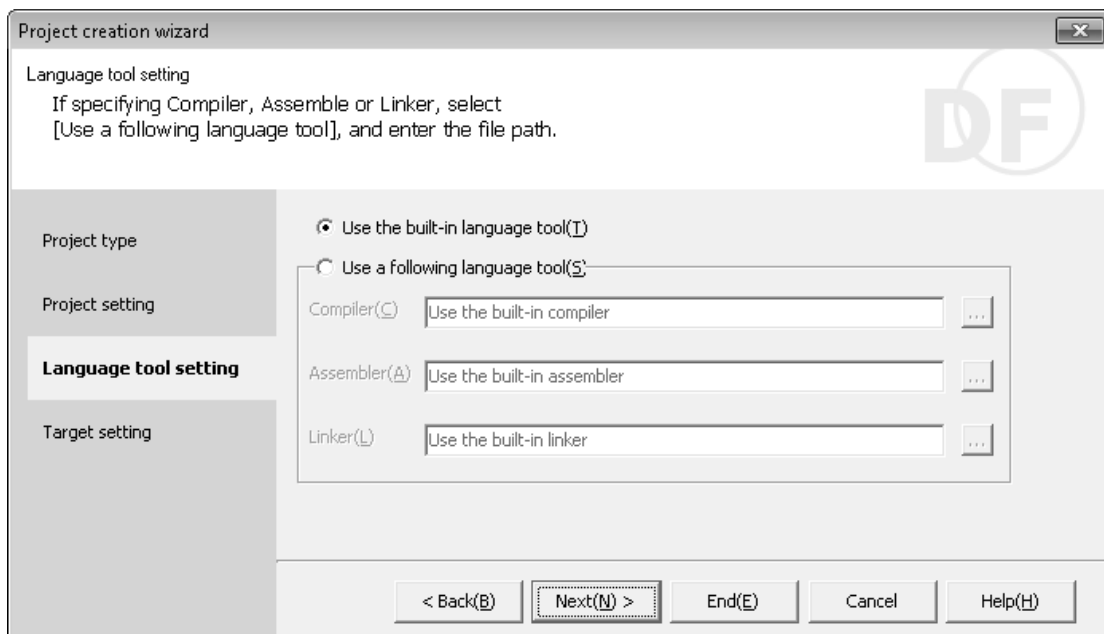 Project creation wizard
Language tool setting
If specifying Compiler, Assemble or Linker, select
[Use a following language tool], and enter the file path.
DF
Project type
Project setting
Language tool setting
Target setting
Use the built-in language tool(T)
Use a following language tool(S)
Compiler(C) Use the built-in compiler ...
Assembler(A) Use the built-in assembler ...
Linker(L) Use the built-in linker ...
< Back(B) Next(N) > End(E) Cancel Help(H)